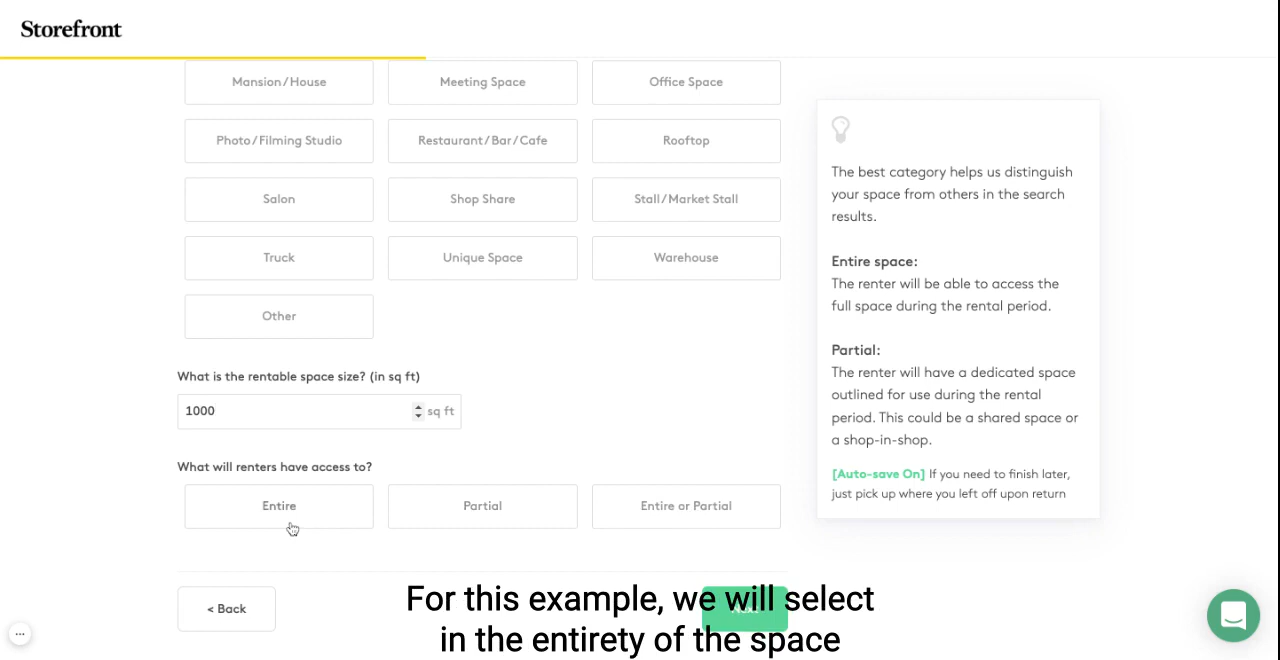 Storefront
Mansion / House
Meeting Space
Office Space
Photo / Filming Studio
Restaurant / Bar / Cafe
Rooftop
Salon
Shop Share
Stall / Market Stall
Truck
Unique Space
Warehouse
Other
What is the rentable space size? (in sq ft)
1000
sq ft
What will renters have access to?
Entire
Partial
Entire or Partial
< Back
The best category helps us distinguish
your space from others in the search
results.
Entire space:
The renter will be able to access the
full space during the rental period.
Partial:
The renter will have a dedicated space
outlined for use during the rental
period. This could be a shared space or
a shop-in-shop.
[Auto-save On] If you need to finish later,
just pick up where you left off upon return
For this example, we will select
in the entirety of the space